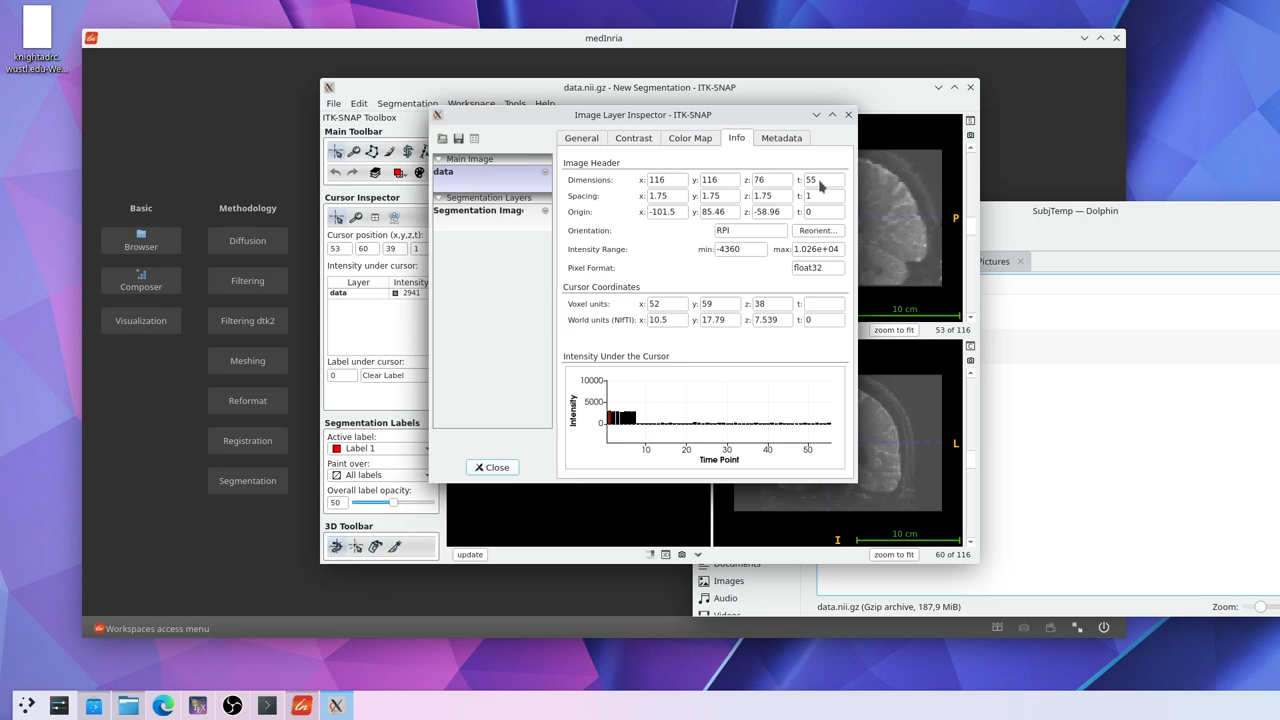 knightadrc.
wustl.edu-We...
medInria
data.nii.gz - New Segmentation - ITK-SNAP
File Edit Segmentation Workspace Tools Help
ITK-SNAP Toolbox
Main Toolbar
Cursor Inspector
Cursor position (x,y,z,t):
53 60 39 1
Intensity under cursor:
Layer Intensity
data 2941
Label under cursor:
0 Clear Label
Segmentation Labels
Active label:
Label 1
Paint over:
All labels
Overall label opacity:
50
3D Toolbar
update
Image Layer Inspector - ITK-SNAP
Main Image
data
Segmentation Layers
Segmentation Imag
Close
General Contrast Color Map Info Metadata
Image Header
Dimensions: x: 116 y: 116 z: 76 t: 55
Spacing: x: 1.75 y: 1.75 z: 1.75 t: 1
Origin: x: -101.5 y: 85.46 z: -58.96 t: 0
Orientation: RPI Reorient...
Intensity Range: min: -4360 max: 1.026e+04
Pixel Format: float32
Cursor Coordinates
Voxel units: x: 52 y: 59 z: 38 t:
World units (NIfTI): x: 10.5 y: 17.79 z: 7.539 t: 0
Intensity Under the Cursor
Intensity
10000
5000
0
10 20 30 40 50
Time Point
P
10 cm
zoom to fit 53 of 116
L
I
10 cm
zoom to fit 60 of 116
Basic
Browser
Composer
Visualization
Methodology
Diffusion
Filtering
Filtering dtk2
Meshing
Reformat
Registration
Segmentation
Workspaces access menu
SubjTemp — Dolphin
Pictures
Documents
Images
Audio
Videos
data.nii.gz (Gzip archive, 187,9 MiB)
Zoom: